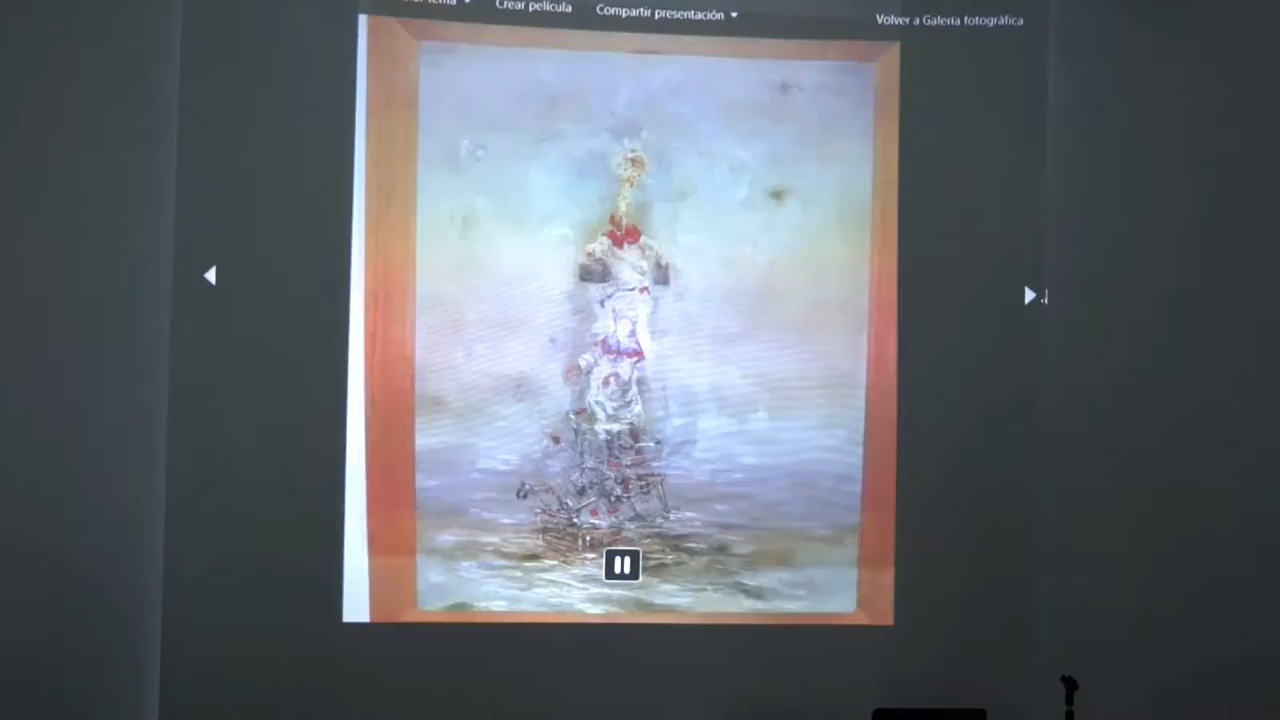 Crear película
Compartir presentación
Volver a Galería fotográfica